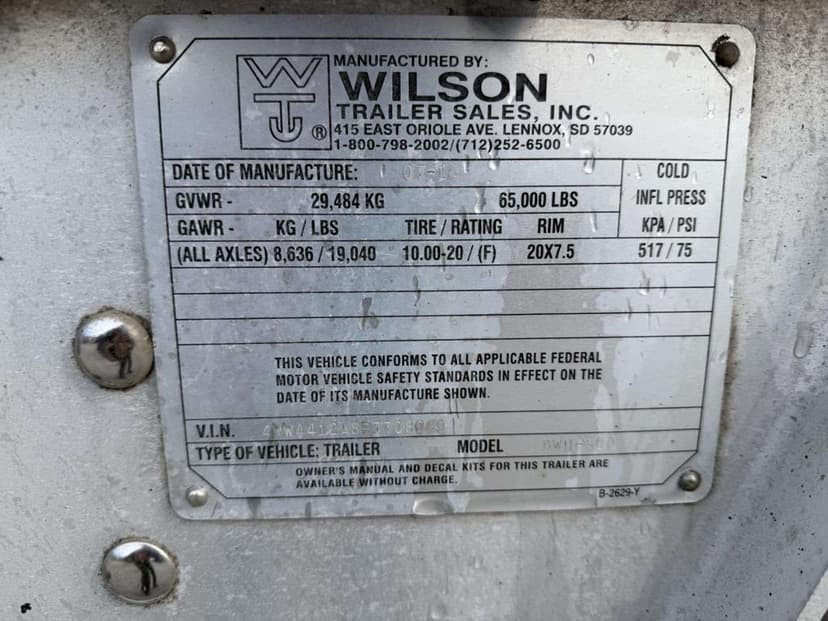 MANUFACTURED BY:
WILSON
TRAILER SALES, INC.
415 EAST ORIOLE AVE. LENNOX, SD 57039
1-800-798-2002/(712)252-6500
®
DATE OF MANUFACTURE: COLD
GVWR - 29,484 KG 65,000 LBS INFL PRESS
GAWR - KG / LBS TIRE / RATING RIM KPA / PSI
(ALL AXLES) 8,636 / 19,040 10.00-20 / (F) 20X7.5 517 / 75
THIS VEHICLE CONFORMS TO ALL APPLICABLE FEDERAL
MOTOR VEHICLE SAFETY STANDARDS IN EFFECT ON THE
DATE OF ITS MANUFACTURE SHOWN.
V.I.N.
TYPE OF VEHICLE: TRAILER MODEL
OWNER'S MANUAL AND DECAL KITS FOR THIS TRAILER ARE
AVAILABLE WITHOUT CHARGE.
B-2629-Y